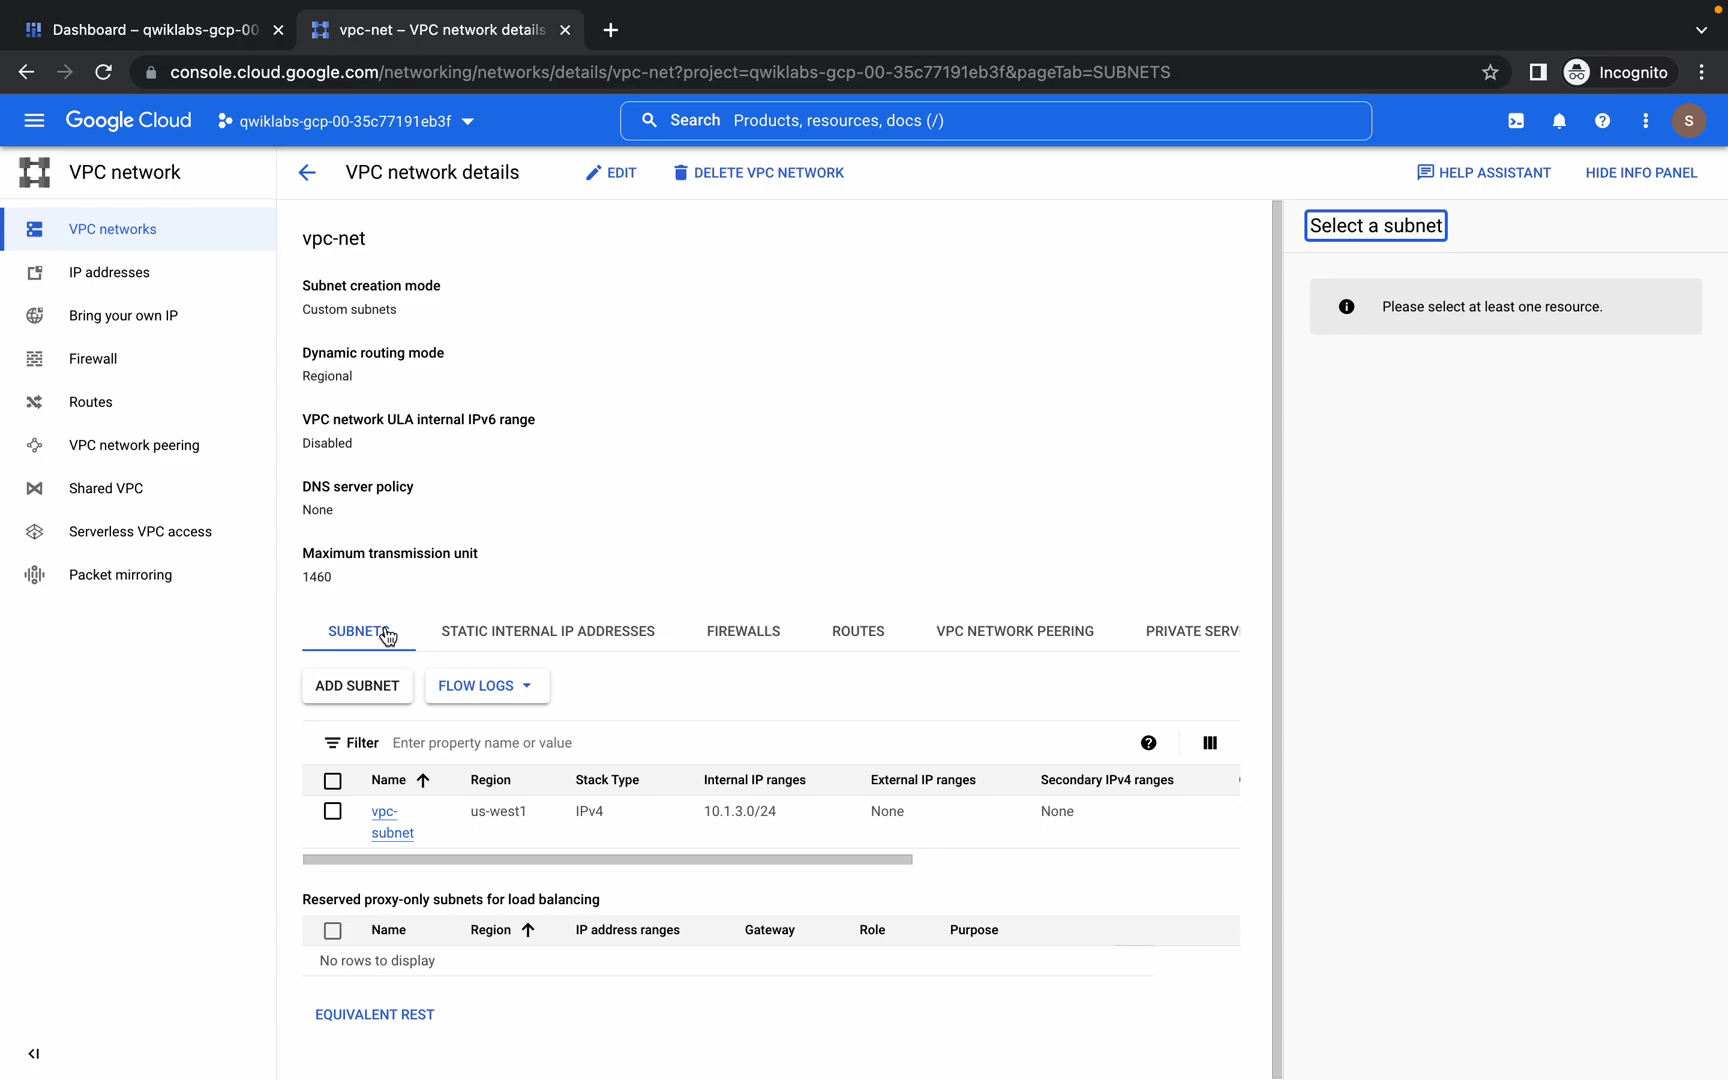 Dashboard – qwiklabs-gcp-00
vpc-net – VPC network details
console.cloud.google.com/networking/networks/details/vpc-net?project=qwiklabs-gcp-00-35c77191eb3f&pageTab=SUBNETS
Incognito
Google Cloud
qwiklabs-gcp-00-35c77191eb3f
Search Products, resources, docs (/)
S
VPC network
VPC network details
EDIT
DELETE VPC NETWORK
HELP ASSISTANT
HIDE INFO PANEL
VPC networks
IP addresses
Bring your own IP
Firewall
Routes
VPC network peering
Shared VPC
Serverless VPC access
Packet mirroring
vpc-net
Subnet creation mode
Custom subnets
Dynamic routing mode
Regional
VPC network ULA internal IPv6 range
Disabled
DNS server policy
None
Maximum transmission unit
1460
SUBNETS STATIC INTERNAL IP ADDRESSES FIREWALLS ROUTES VPC NETWORK PEERING PRIVATE SERV
ADD SUBNET FLOW LOGS
Filter Enter property name or value
Name Region Stack Type Internal IP ranges External IP ranges Secondary IPv4 ranges
vpc-subnet us-west1 IPv4 10.1.3.0/24 None None
Reserved proxy-only subnets for load balancing
Name Region IP address ranges Gateway Role Purpose
No rows to display
EQUIVALENT REST
Select a subnet
Please select at least one resource.